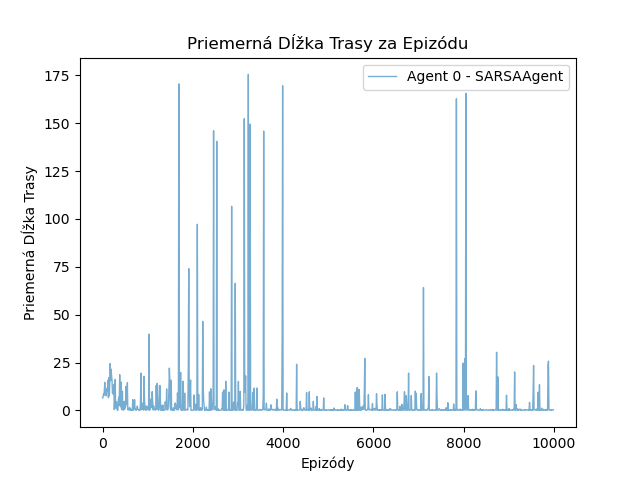 Priemerná Dĺžka Trasy za Epizódu
Agent 0 - SARSAAgent
Priemerná Dĺžka Trasy
175
150
125
100
75
50
25
0
0 2000 4000 6000 8000 10000
Epizódy